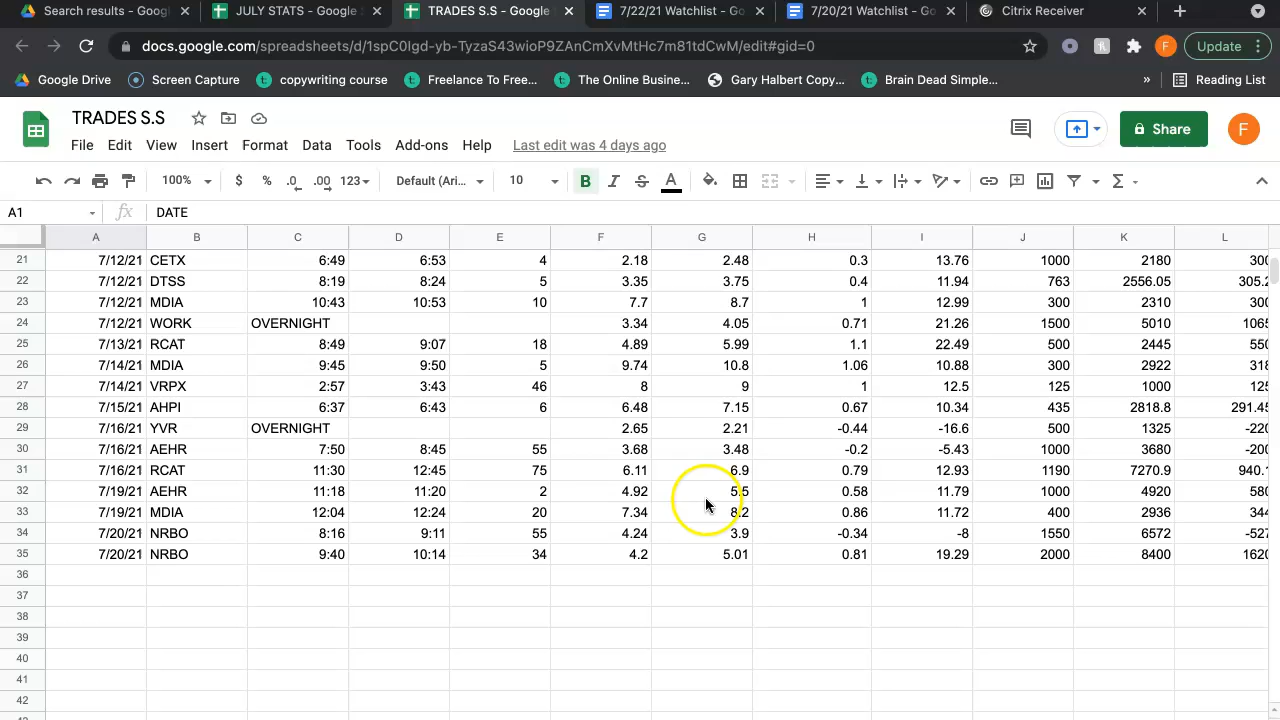 Search results - Googl
JULY STATS - Google S
TRADES S.S - Google
7/22/21 Watchlist - Go
7/20/21 Watchlist - Go
Citrix Receiver
docs.google.com/spreadsheets/d/1spC0Igd-yb-TyzaS43wioP9ZAnCmXvMtHc7m81tdCwM/edit#gid=0
F
Update
Google Drive
Screen Capture
t copywriting course
t Freelance To Free...
t The Online Busine...
Gary Halbert Copy...
t Brain Dead Simple...
»
Reading List
TRADES S.S
File Edit View Insert Format Data Tools Add-ons Help Last edit was 4 days ago
Share
F
100% $ % .0 .00 123 Default (Ari... 10 B I S A Σ
A1 fx DATE
A B C D E F G H I J K L
21 7/12/21 CETX 6:49 6:53 4 2.18 2.48 0.3 13.76 1000 2180 300
22 7/12/21 DTSS 8:19 8:24 5 3.35 3.75 0.4 11.94 763 2556.05 305.2
23 7/12/21 MDIA 10:43 10:53 10 7.7 8.7 1 12.99 300 2310 300
24 7/12/21 WORK OVERNIGHT 3.34 4.05 0.71 21.26 1500 5010 1065
25 7/13/21 RCAT 8:49 9:07 18 4.89 5.99 1.1 22.49 500 2445 550
26 7/14/21 MDIA 9:45 9:50 5 9.74 10.8 1.06 10.88 300 2922 318
27 7/14/21 VRPX 2:57 3:43 46 8 9 1 12.5 125 1000 125
28 7/15/21 AHPI 6:37 6:43 6 6.48 7.15 0.67 10.34 435 2818.8 291.45
29 7/16/21 YVR OVERNIGHT 2.65 2.21 -0.44 -16.6 500 1325 -220
30 7/16/21 AEHR 7:50 8:45 55 3.68 3.48 -0.2 -5.43 1000 3680 -200
31 7/16/21 RCAT 11:30 12:45 75 6.11 6.9 0.79 12.93 1190 7270.9 940.1
32 7/19/21 AEHR 11:18 11:20 2 4.92 5.5 0.58 11.79 1000 4920 580
33 7/19/21 MDIA 12:04 12:24 20 7.34 8.2 0.86 11.72 400 2936 344
34 7/20/21 NRBO 8:16 9:11 55 4.24 3.9 -0.34 -8 1550 6572 -527
35 7/20/21 NRBO 9:40 10:14 34 4.2 5.01 0.81 19.29 2000 8400 1620
36
37
38
39
40
41
42